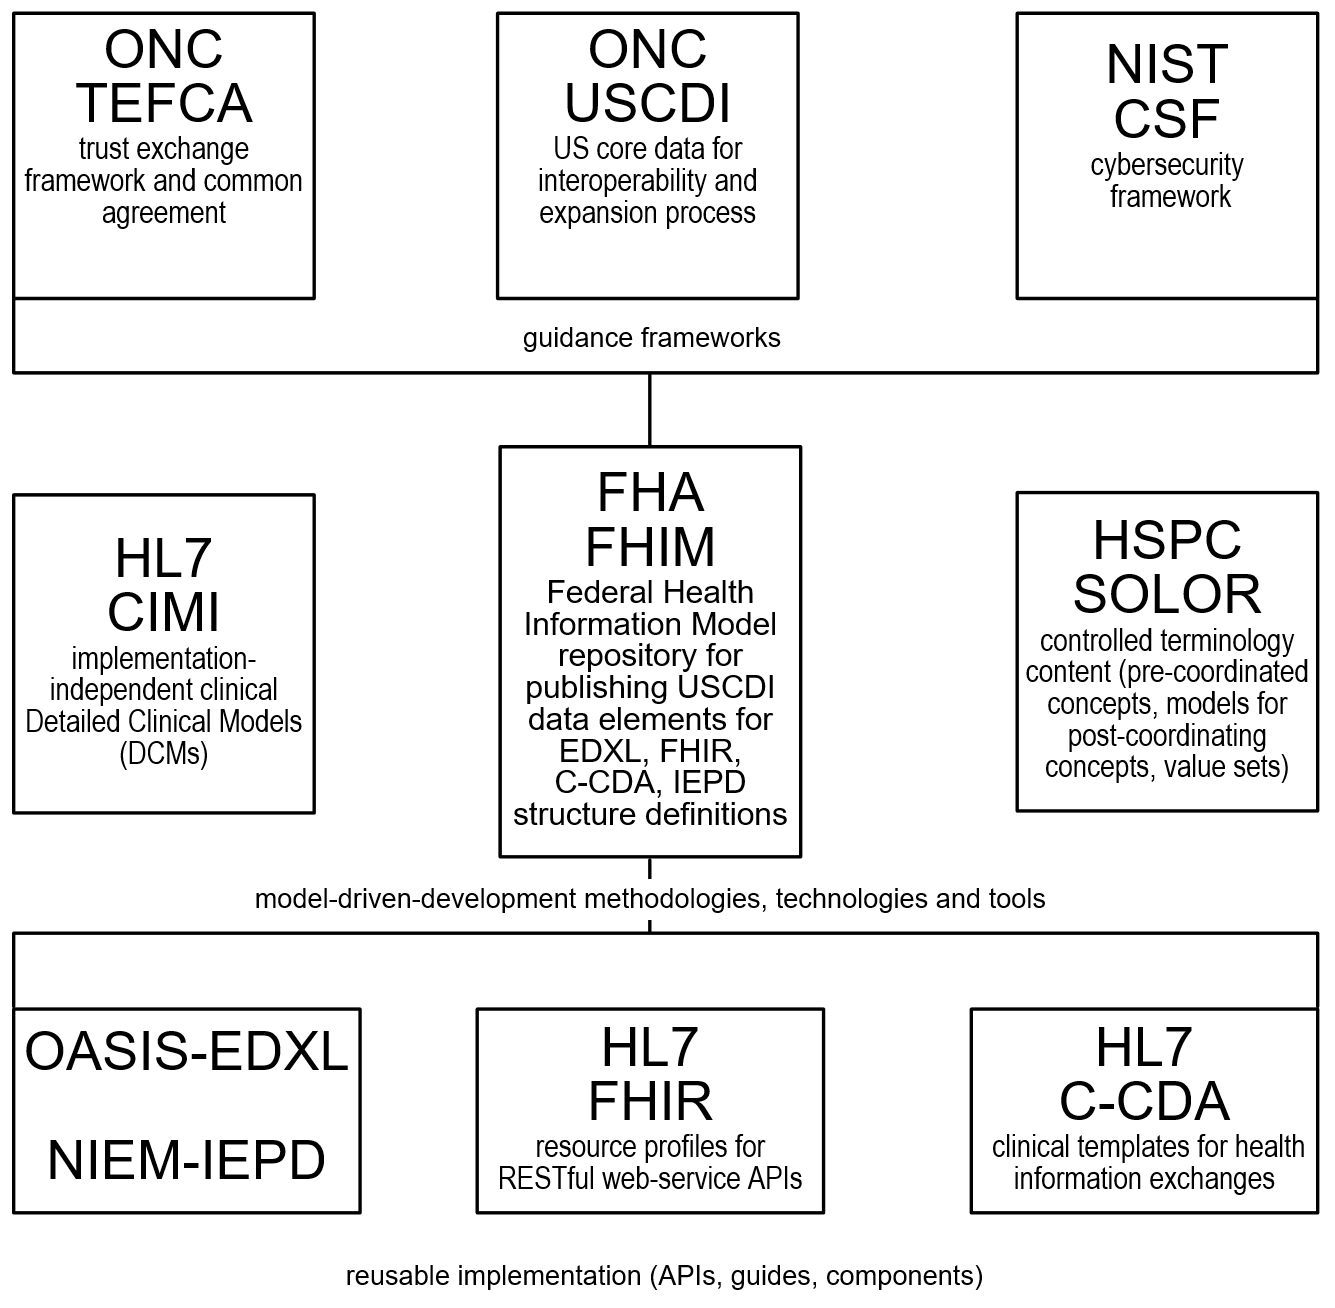 ONC
TEFCA
trust exchange
framework and common
agreement
ONC
USCDI
US core data for
interoperability and
expansion process
NIST
CSF
cybersecurity
framework
guidance frameworks
HL7
CIMI
implementation-
independent clinical
Detailed Clinical Models
(DCMs)
FHA
FHIM
Federal Health
Information Model
repository for
publishing USCDI
data elements for
EDXL, FHIR,
C-CDA, IEPD
structure definitions
HSPC
SOLOR
controlled terminology
content (pre-coordinated
concepts, models for
post-coordinating
concepts, value sets)
model-driven-development methodologies, technologies and tools
OASIS-EDXL
NIEM-IEPD
HL7
FHIR
resource profiles for
RESTful web-service APIs
HL7
C-CDA
clinical templates for health
information exchanges
reusable implementation (APIs, guides, components)